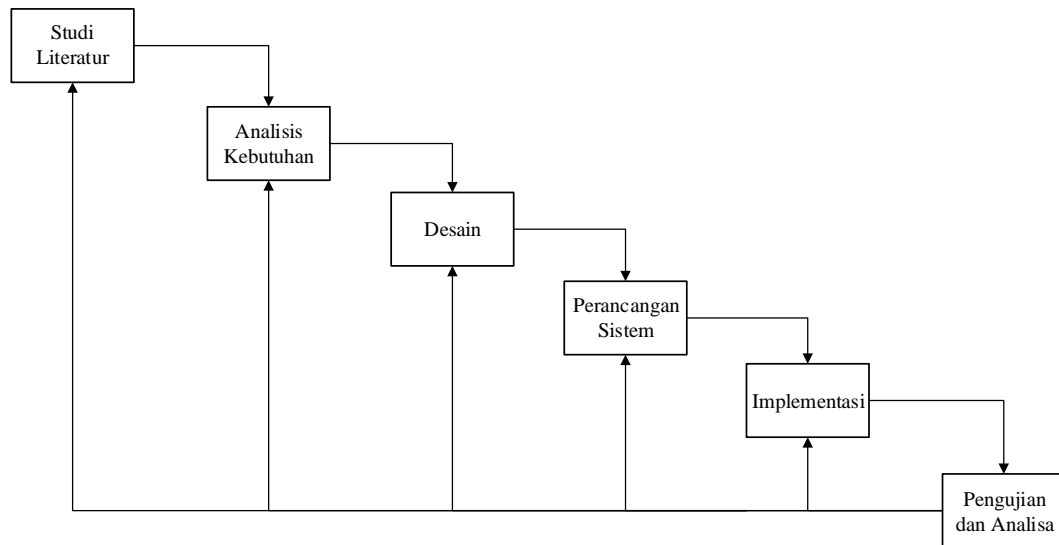 Studi
Literatur
Analisis
Kebutuhan
Desain
Perancangan
Sistem
Implementasi
Pengujian
dan Analisa